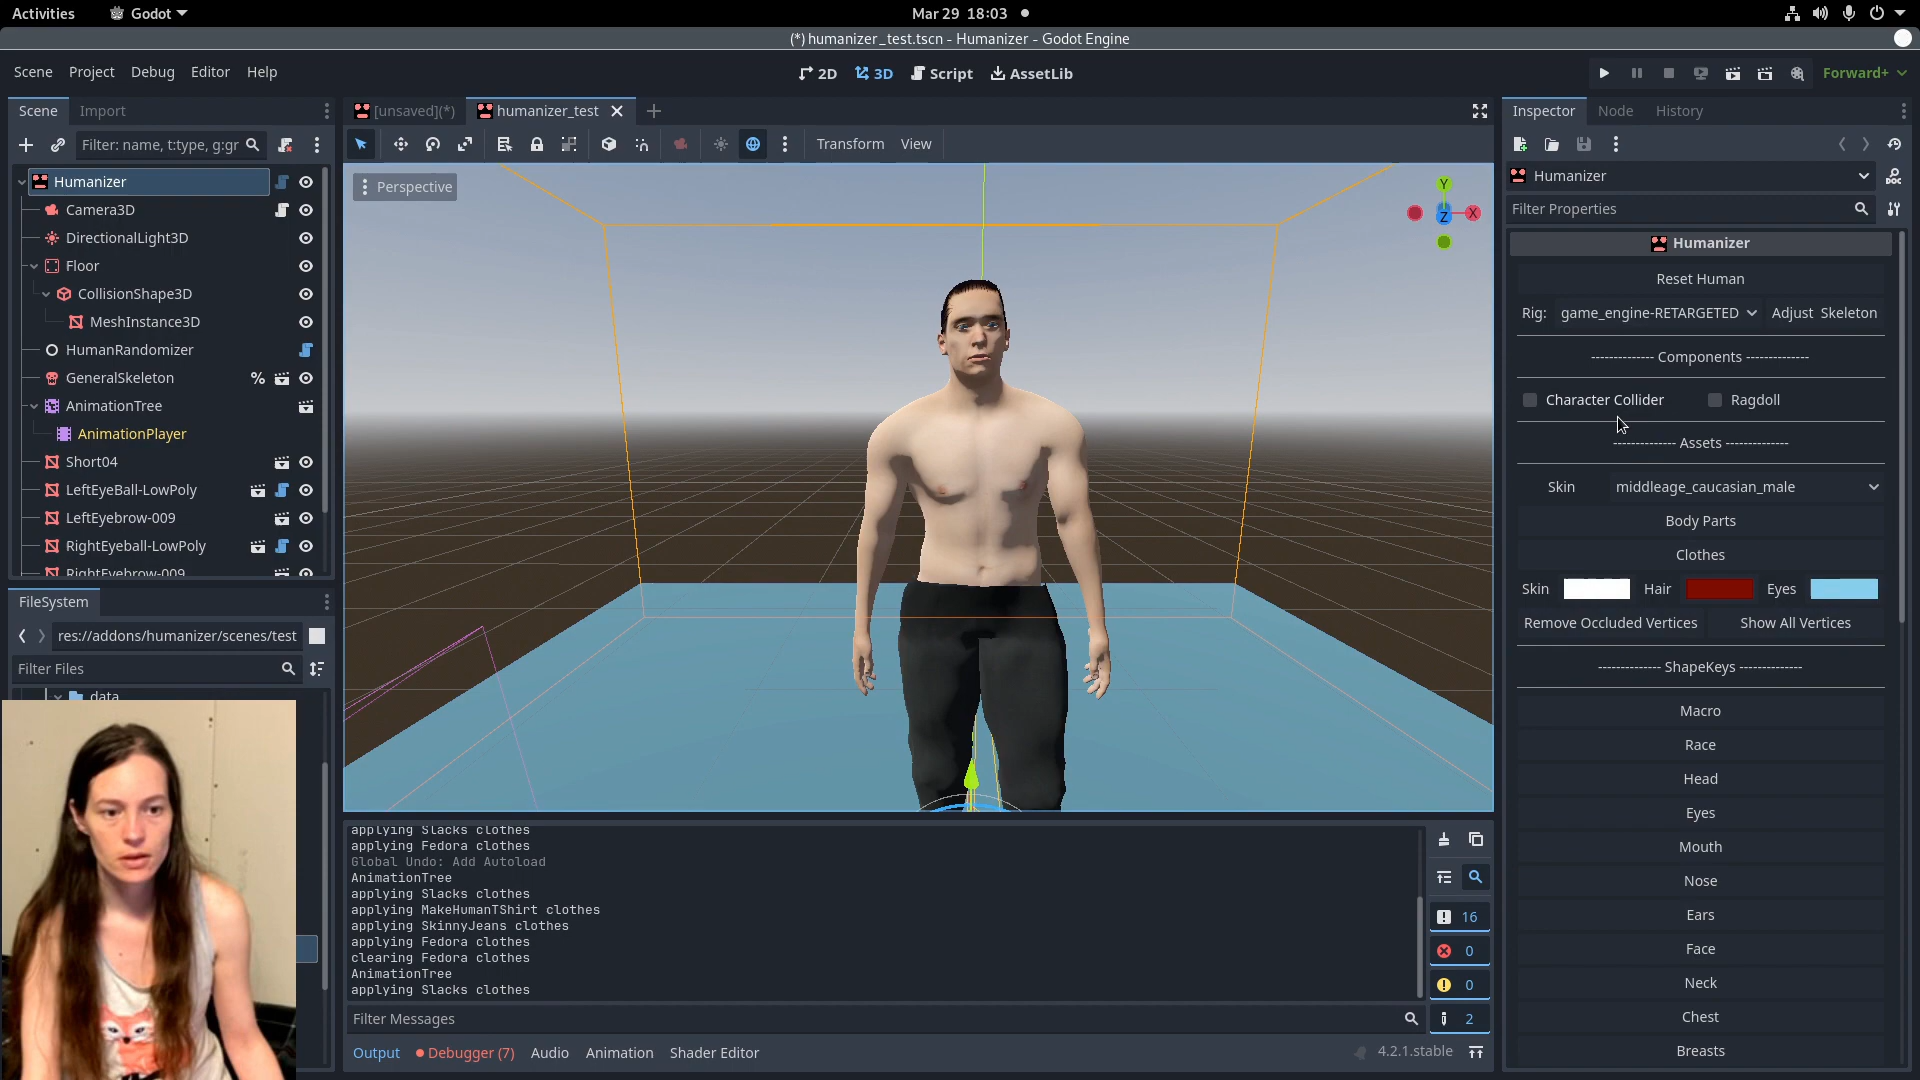 Activities
Godot
Mar 29 18:03
(*) humanizer_test.tscn - Humanizer - Godot Engine
Scene Project Debug Editor Help
2D 3D Script AssetLib
Forward+
Scene Import
Filter: name, t:type, g:gr
Humanizer
Camera3D
DirectionalLight3D
Floor
CollisionShape3D
MeshInstance3D
HumanRandomizer
GeneralSkeleton %
AnimationTree
AnimationPlayer
Short04
LeftEyeBall-LowPoly
LeftEyebrow-009
RightEyeball-LowPoly
RightEyebrow-009
FileSystem
res://addons/humanizer/scenes/test
Filter Files
data
[unsaved](*) humanizer_test
Transform View
Perspective
Y
Z
X
applying Slacks clothes
applying Fedora clothes
Global Undo: Add Autoload
AnimationTree
applying Slacks clothes
applying MakeHumanTShirt clothes
applying SkinnyJeans clothes
applying Fedora clothes
clearing Fedora clothes
AnimationTree
applying Slacks clothes
16
0
0
2
Filter Messages
Output Debugger (7) Audio Animation Shader Editor
4.2.1.stable
Inspector Node History
Humanizer
Filter Properties
Humanizer
Reset Human
Rig: game_engine-RETARGETED Adjust Skeleton
-------------- Components --------------
Character Collider Ragdoll
-------------- Assets --------------
Skin middleage_caucasian_male
Body Parts
Clothes
Skin Hair Eyes
Remove Occluded Vertices Show All Vertices
-------------- ShapeKeys --------------
Macro
Race
Head
Eyes
Mouth
Nose
Ears
Face
Neck
Chest
Breasts